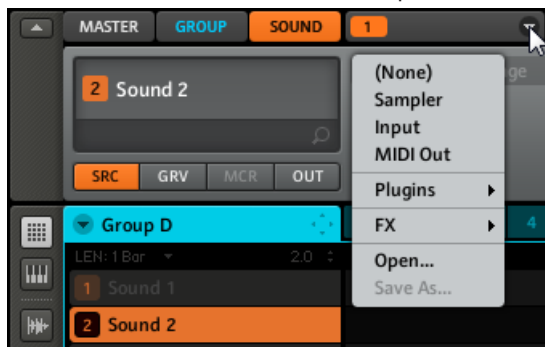 MASTER GROUP SOUND 1
2 Sound 2
SRC GRV MCR OUT
(None)
Sampler
Input
MIDI Out
Plugins
FX
Open...
Save As...
Group D
4
LEN: 1 Bar 2.0
1 Sound 1
2 Sound 2